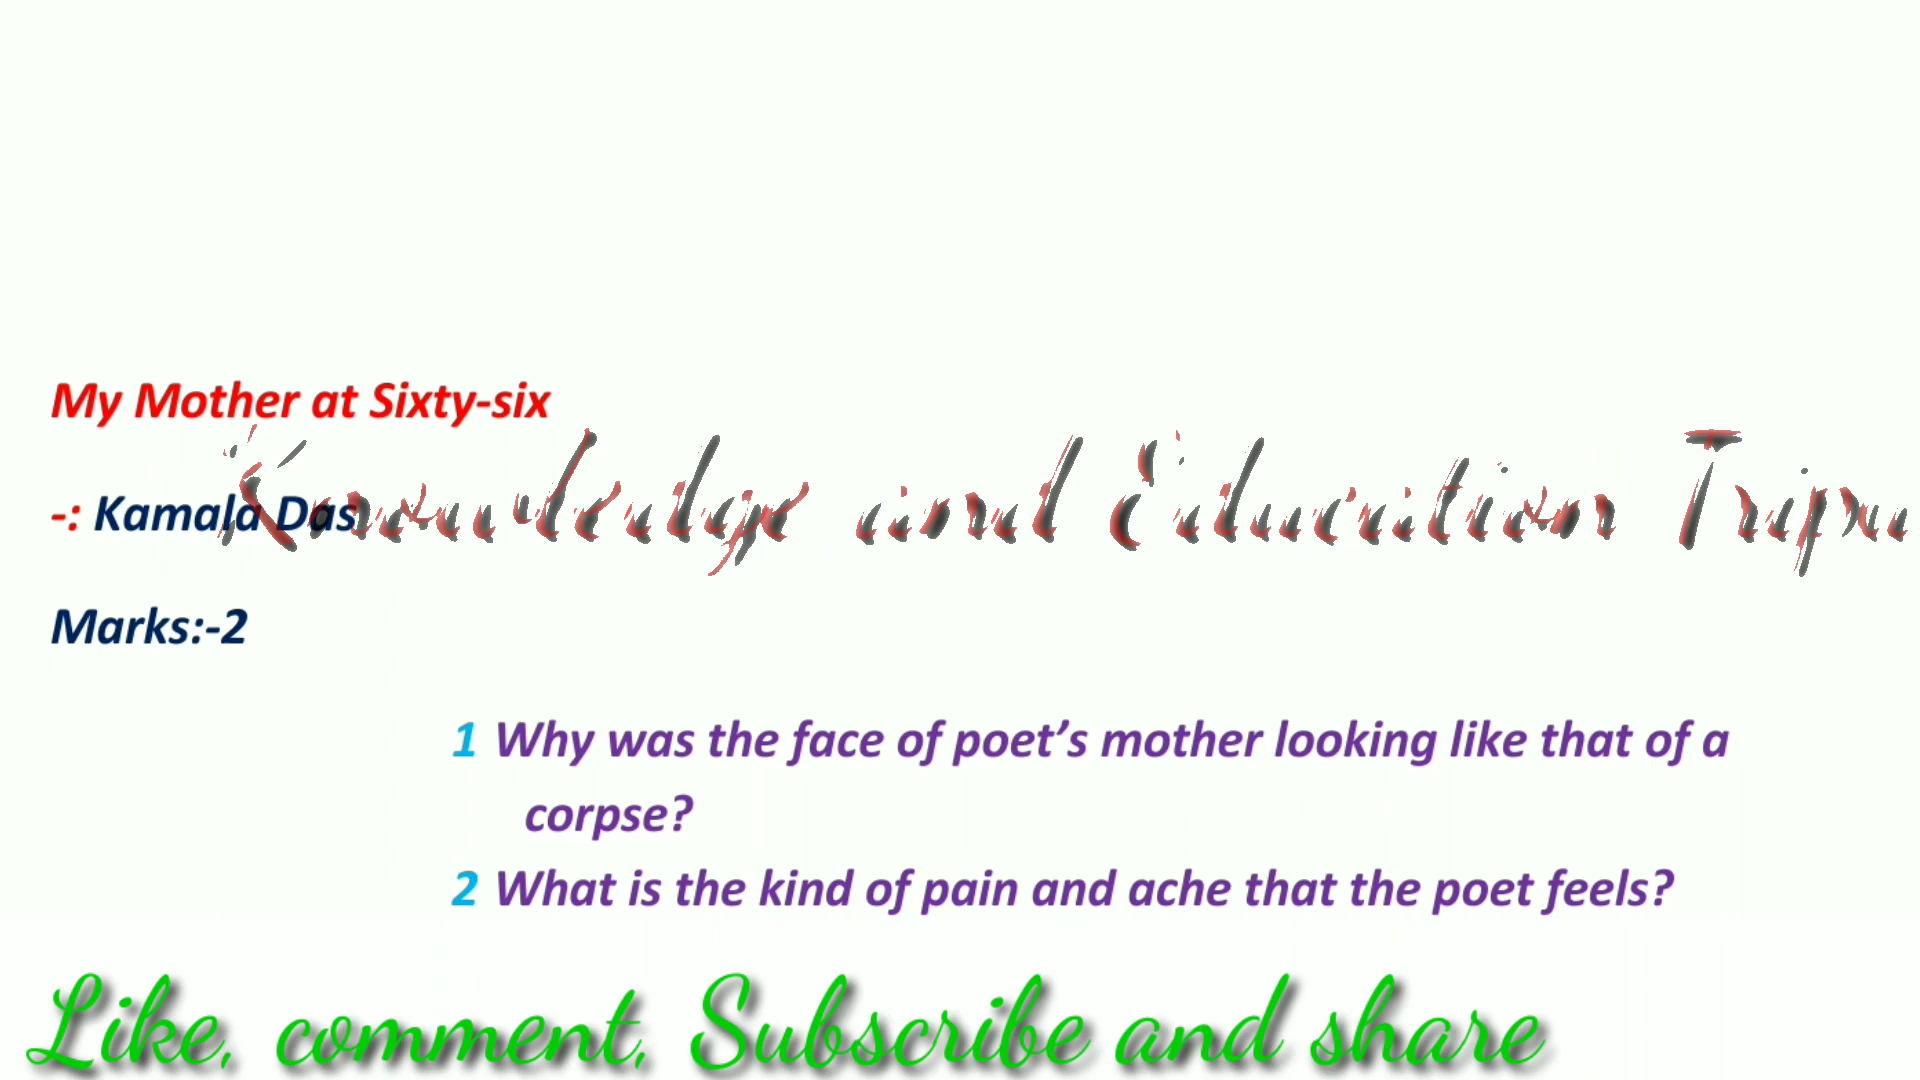 My Mother at Sixty-six
-: Kamala Das
Knowledge and Education
Marks:-2
1 Why was the face of poet’s mother looking like that of a
corpse?
2 What is the kind of pain and ache that the poet feels?
Like, comment, Subscribe and share